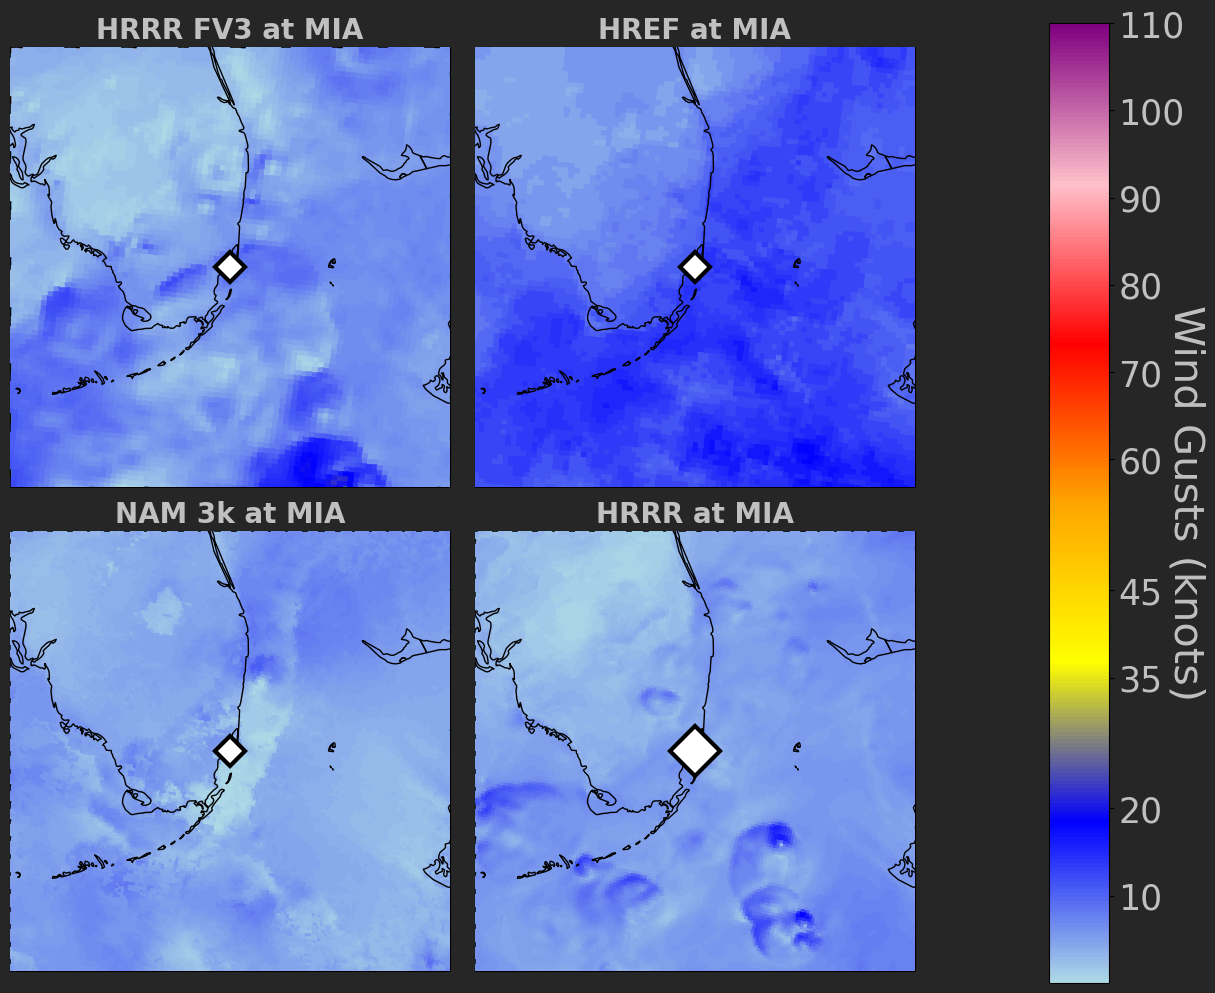 HRRR FV3 at MIA
HREF at MIA
NAM 3k at MIA
HRRR at MIA
110
100
90
80
70
60
45
35
20
10
Wind Gusts (knots)